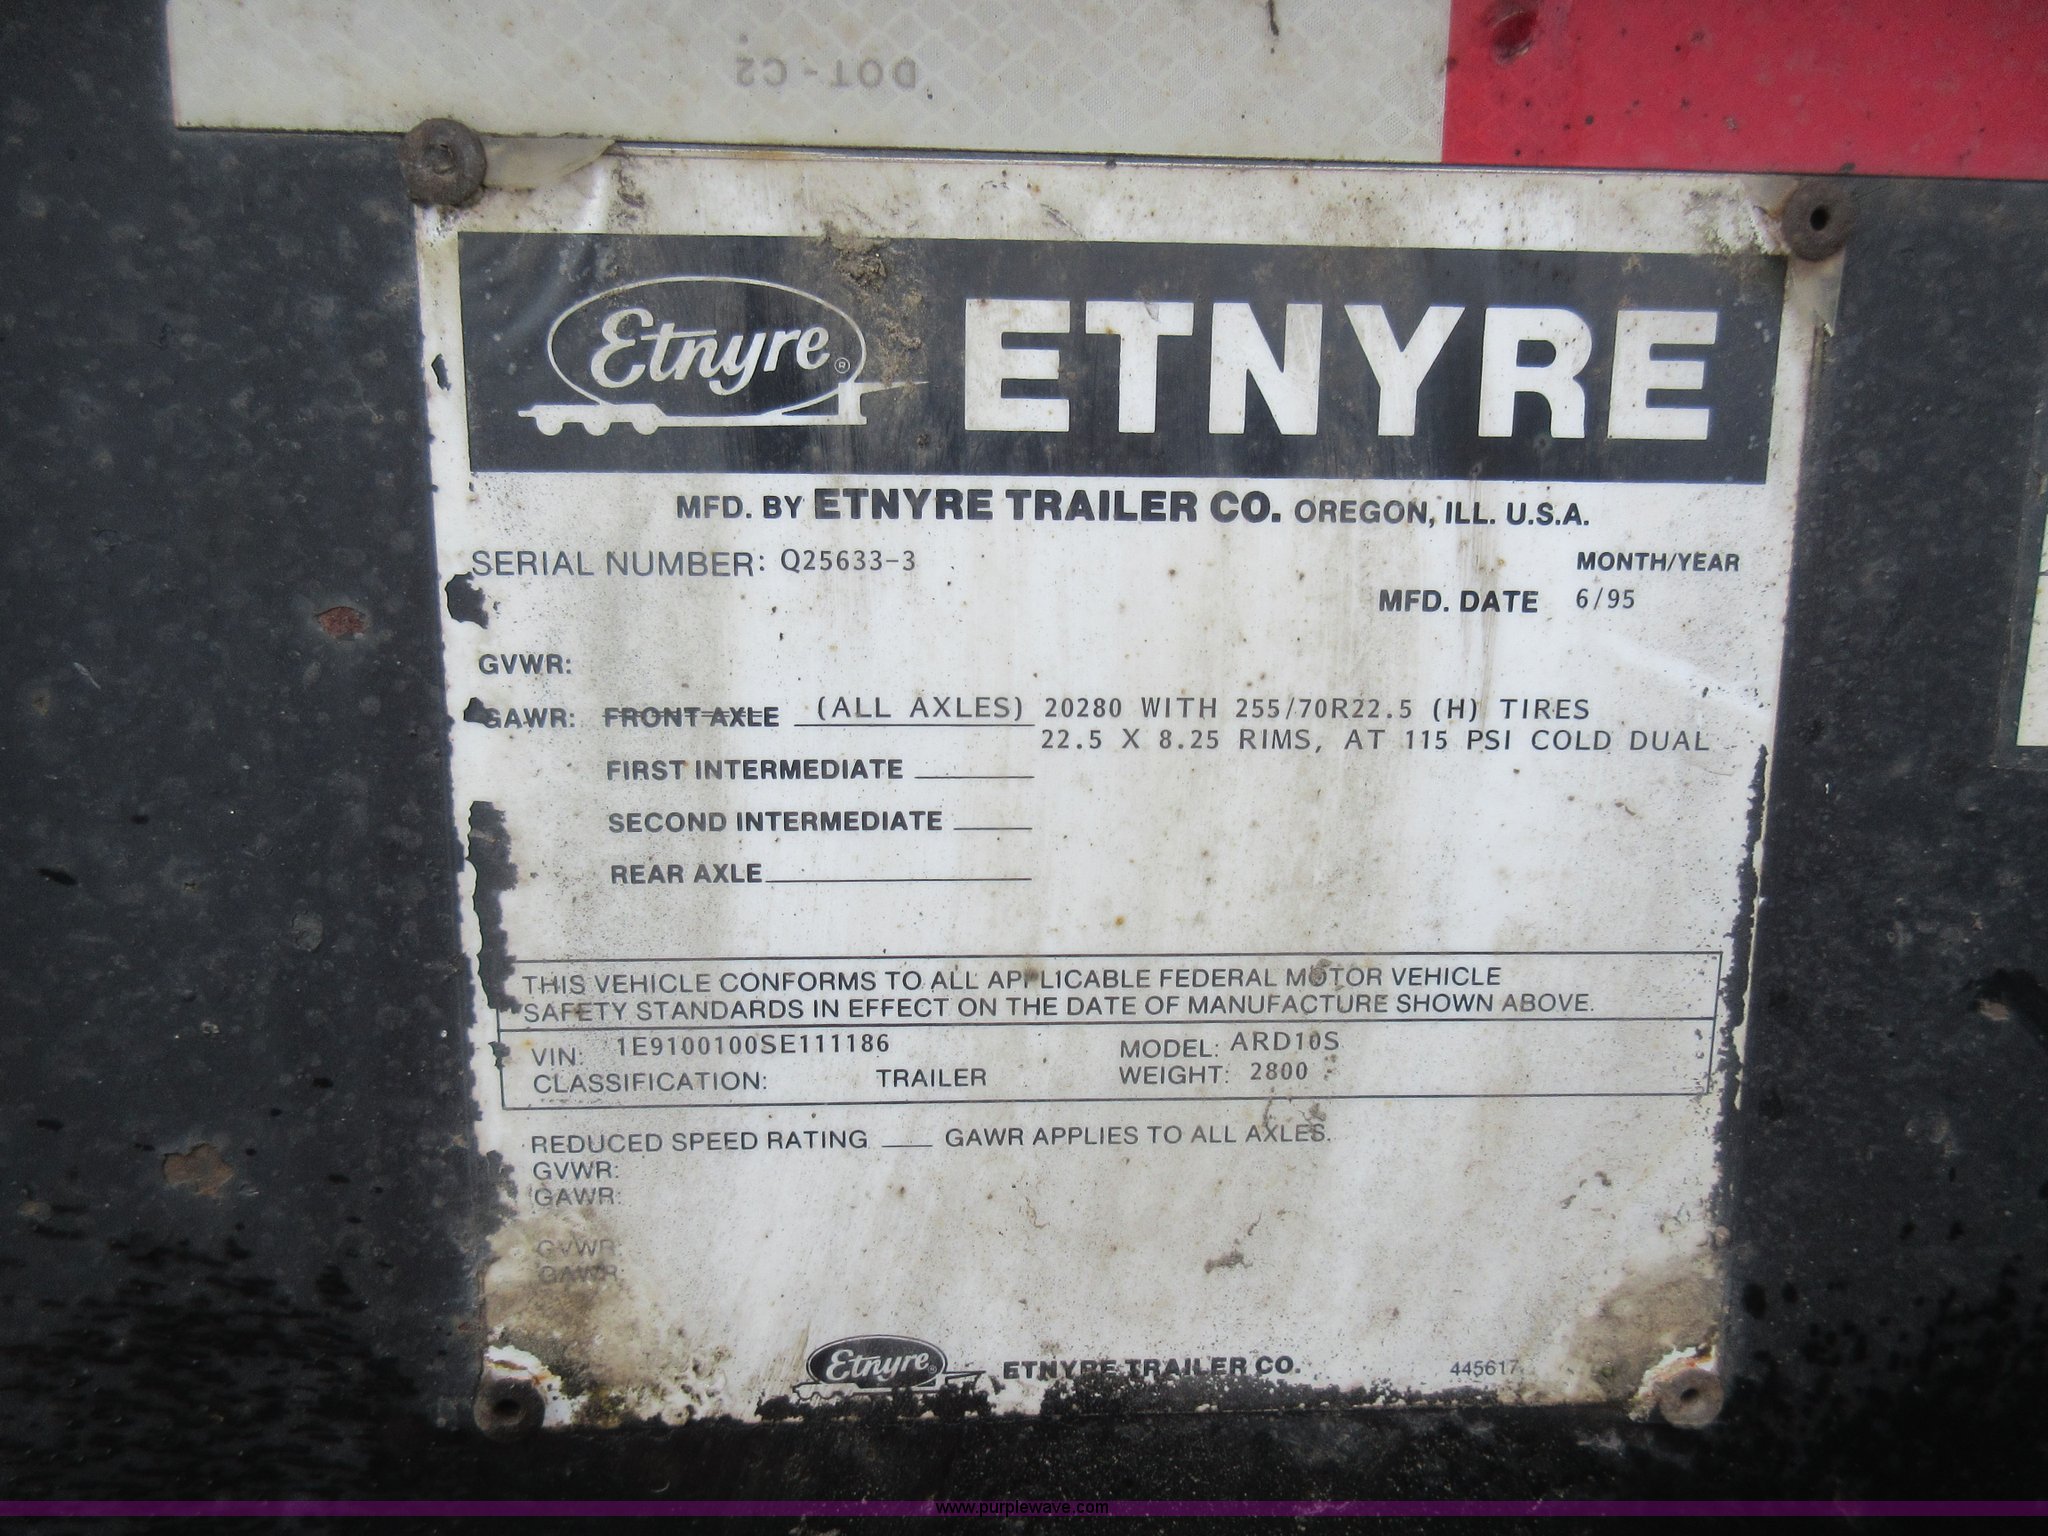 DOT-C2
Etnyre® ETNYRE
MFD. BY ETNYRE TRAILER CO. OREGON, ILL. U.S.A.
SERIAL NUMBER: Q25633-3
MONTH/YEAR
MFD. DATE 6/95
GVWR:
GAWR: FRONT AXLE (ALL AXLES) 20280 WITH 255/70R22.5 (H) TIRES
22.5 X 8.25 RIMS, AT 115 PSI COLD DUAL
FIRST INTERMEDIATE
SECOND INTERMEDIATE
REAR AXLE
THIS VEHICLE CONFORMS TO ALL APPLICABLE FEDERAL MOTOR VEHICLE
SAFETY STANDARDS IN EFFECT ON THE DATE OF MANUFACTURE SHOWN ABOVE.
VIN: 1E9100100SE111186 MODEL: ARD10S
CLASSIFICATION: TRAILER WEIGHT: 2800
REDUCED SPEED RATING ____ GAWR APPLIES TO ALL AXLES.
GVWR:
GAWR:
GVWR:
GAWR:
Etnyre® ETNYRE TRAILER CO. 445617
www.purplewave.com